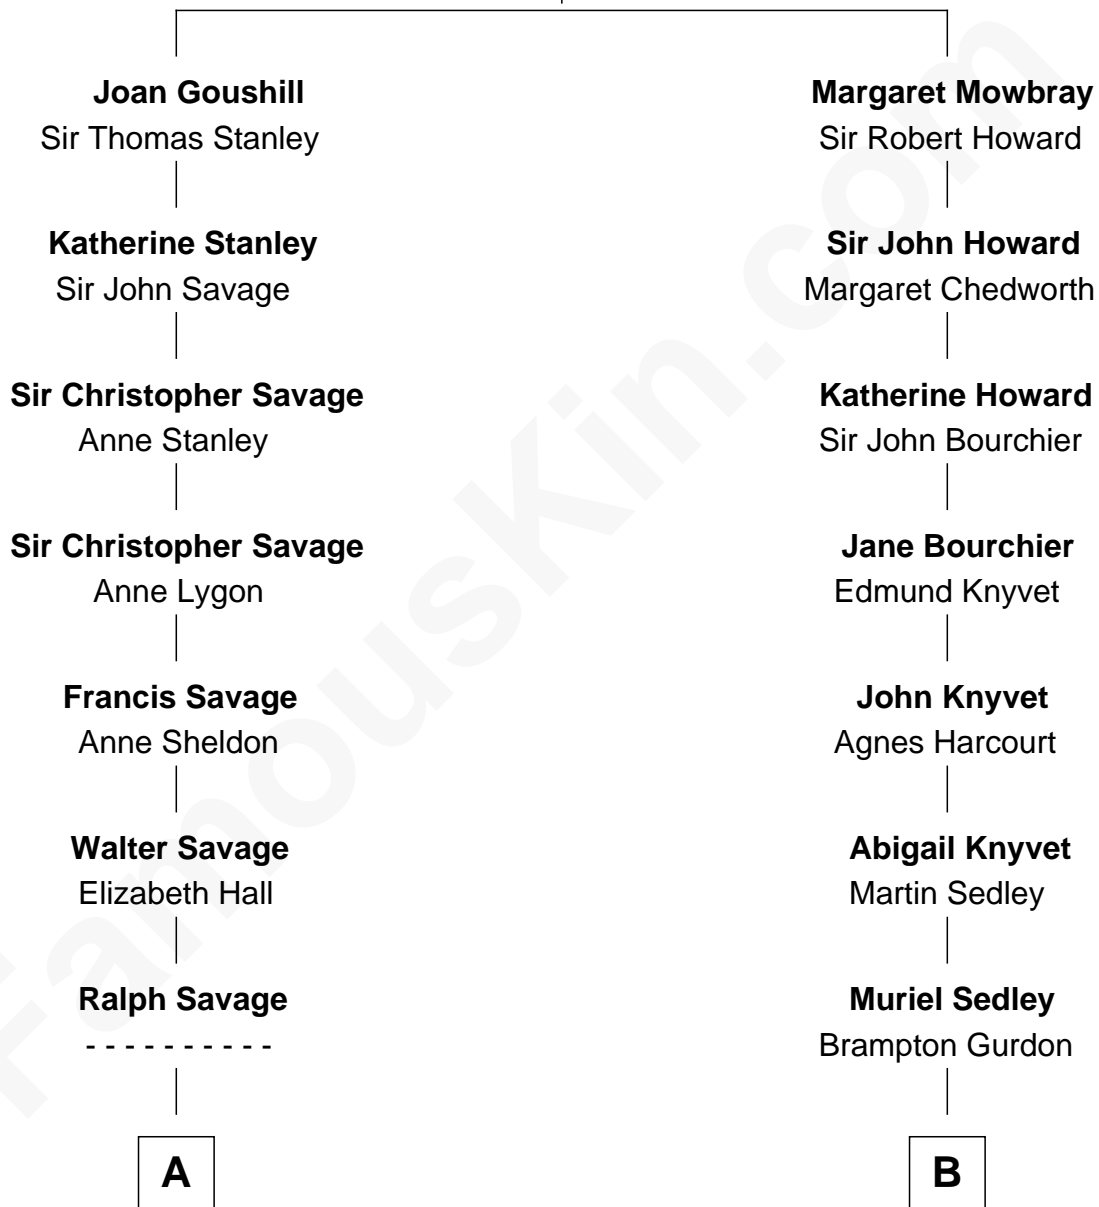 Joan Goushill
Sir Thomas Stanley
Katherine Stanley
Sir John Savage
Sir Christopher Savage
Anne Stanley
Sir Christopher Savage
Anne Lygon
Francis Savage
Anne Sheldon
Walter Savage
Elizabeth Hall
Ralph Savage
- - - - - - - - - -
A
Margaret Mowbray
Sir Robert Howard
Sir John Howard
Margaret Chedworth
Katherine Howard
Sir John Bourchier
Jane Bourchier
Edmund Knyvet
John Knyvet
Agnes Harcourt
Abigail Knyvet
Martin Sedley
Muriel Sedley
Brampton Gurdon
B
FamousKin.com